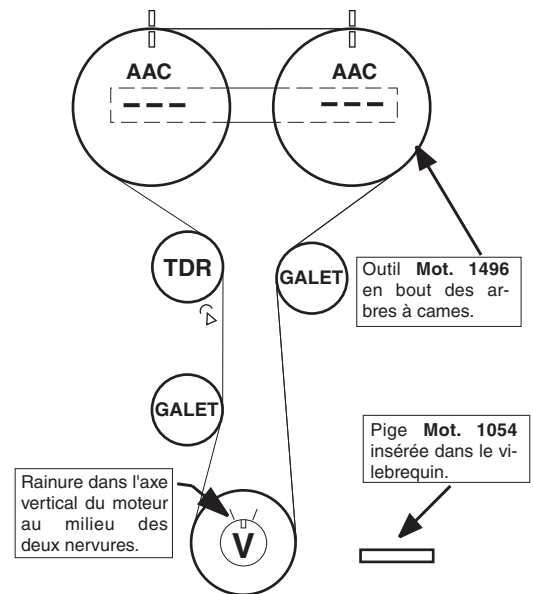 AAC AAC
TDR
GALET
Outil Mot. 1496
en bout des ar-
bres à cames.
GALET
Pige Mot. 1054
insérée dans le vi-
lebrequin.
Rainure dans l'axe
vertical du moteur
au milieu des
deux nervures.
V